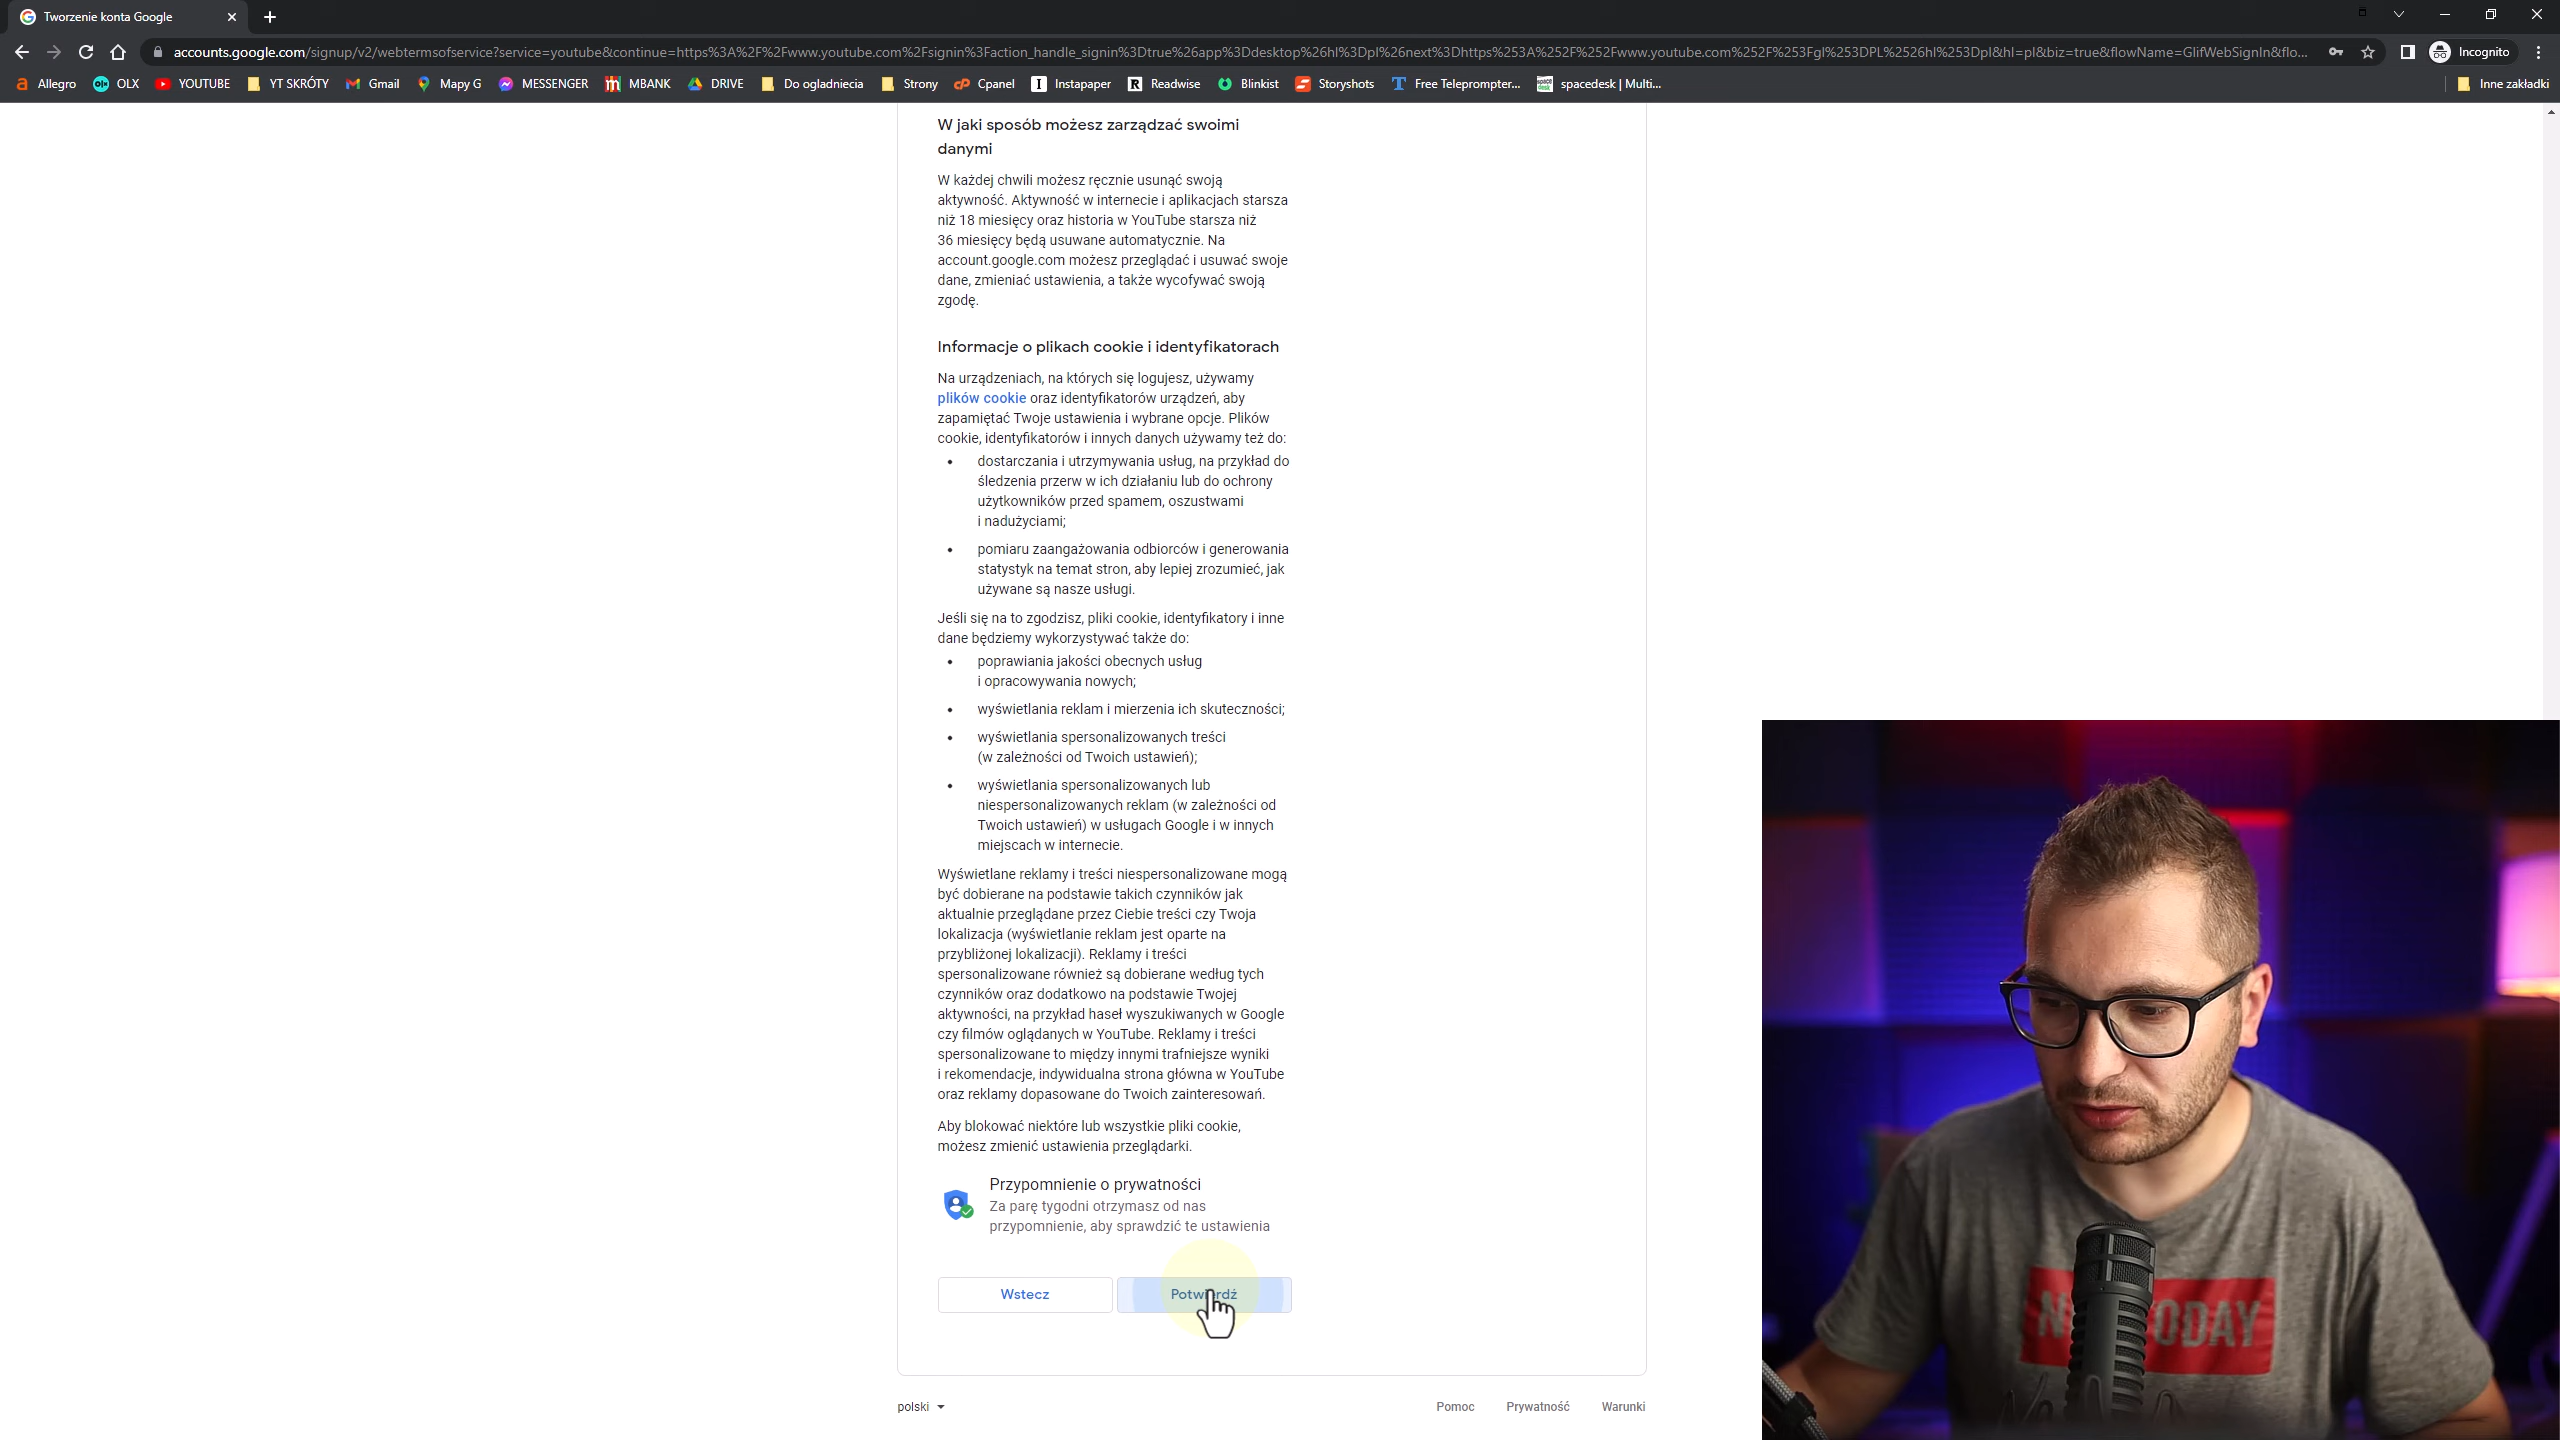 Tworzenie konta Google
accounts.google.com/signup/v2/webtermsofservice?service=youtube&continue=https%3A%2F%2Fwww.youtube.com%2Fsignin%3Faction_handle_signin%3Dtrue%26app%3Ddesktop%26hl%3Dpl%26next%3Dhttps%253A%252F%252Fwww.youtube.com%252F%253Fgl%253DPL%2526hl%253Dpl&hl=pl&biz=true&flowName=GlifWebSignIn&flo...
Incognito
Allegro OLX YOUTUBE YT SKRÓTY Gmail Mapy G MESSENGER MBANK DRIVE Do ogladniecia Strony Cpanel Instapaper Readwise Blinkist Storyshots Free Teleprompter... spacedesk | Multi... Inne zakładki
W jaki sposób możesz zarządzać swoimi
danymi
W każdej chwili możesz ręcznie usunąć swoją
aktywność. Aktywność w internecie i aplikacjach starsza
niż 18 miesięcy oraz historia w YouTube starsza niż
36 miesięcy będą usuwane automatycznie. Na
account.google.com możesz przeglądać i usuwać swoje
dane, zmieniać ustawienia, a także wycofywać swoją
zgodę.
Informacje o plikach cookie i identyfikatorach
Na urządzeniach, na których się logujesz, używamy
plików cookie oraz identyfikatorów urządzeń, aby
zapamiętać Twoje ustawienia i wybrane opcje. Plików
cookie, identyfikatorów i innych danych używamy też do:
• dostarczania i utrzymywania usług, na przykład do
śledzenia przerw w ich działaniu lub do ochrony
użytkowników przed spamem, oszustwami
i nadużyciami;
• pomiaru zaangażowania odbiorców i generowania
statystyk na temat stron, aby lepiej zrozumieć, jak
używane są nasze usługi.
Jeśli się na to zgodzisz, pliki cookie, identyfikatory i inne
dane będziemy wykorzystywać także do:
• poprawiania jakości obecnych usług
i opracowywania nowych;
• wyświetlania reklam i mierzenia ich skuteczności;
• wyświetlania spersonalizowanych treści
(w zależności od Twoich ustawień);
• wyświetlania spersonalizowanych lub
niespersonalizowanych reklam (w zależności od
Twoich ustawień) w usługach Google i w innych
miejscach w internecie.
Wyświetlane reklamy i treści niespersonalizowane mogą
być dobierane na podstawie takich czynników jak
aktualnie przeglądane przez Ciebie treści czy Twoja
lokalizacja (wyświetlanie reklam jest oparte na
przybliżonej lokalizacji). Reklamy i treści
spersonalizowane również są dobierane według tych
czynników oraz dodatkowo na podstawie Twojej
aktywności, na przykład haseł wyszukiwanych w Google
czy filmów oglądanych w YouTube. Reklamy i treści
spersonalizowane to między innymi trafniejsze wyniki
i rekomendacje, indywidualna strona główna w YouTube
oraz reklamy dopasowane do Twoich zainteresowań.
Aby blokować niektóre lub wszystkie pliki cookie,
możesz zmienić ustawienia przeglądarki.
Przypomnienie o prywatności
Za parę tygodni otrzymasz od nas
przypomnienie, aby sprawdzić te ustawienia
Wstecz Potwierdź
polski Pomoc Prywatność Warunki